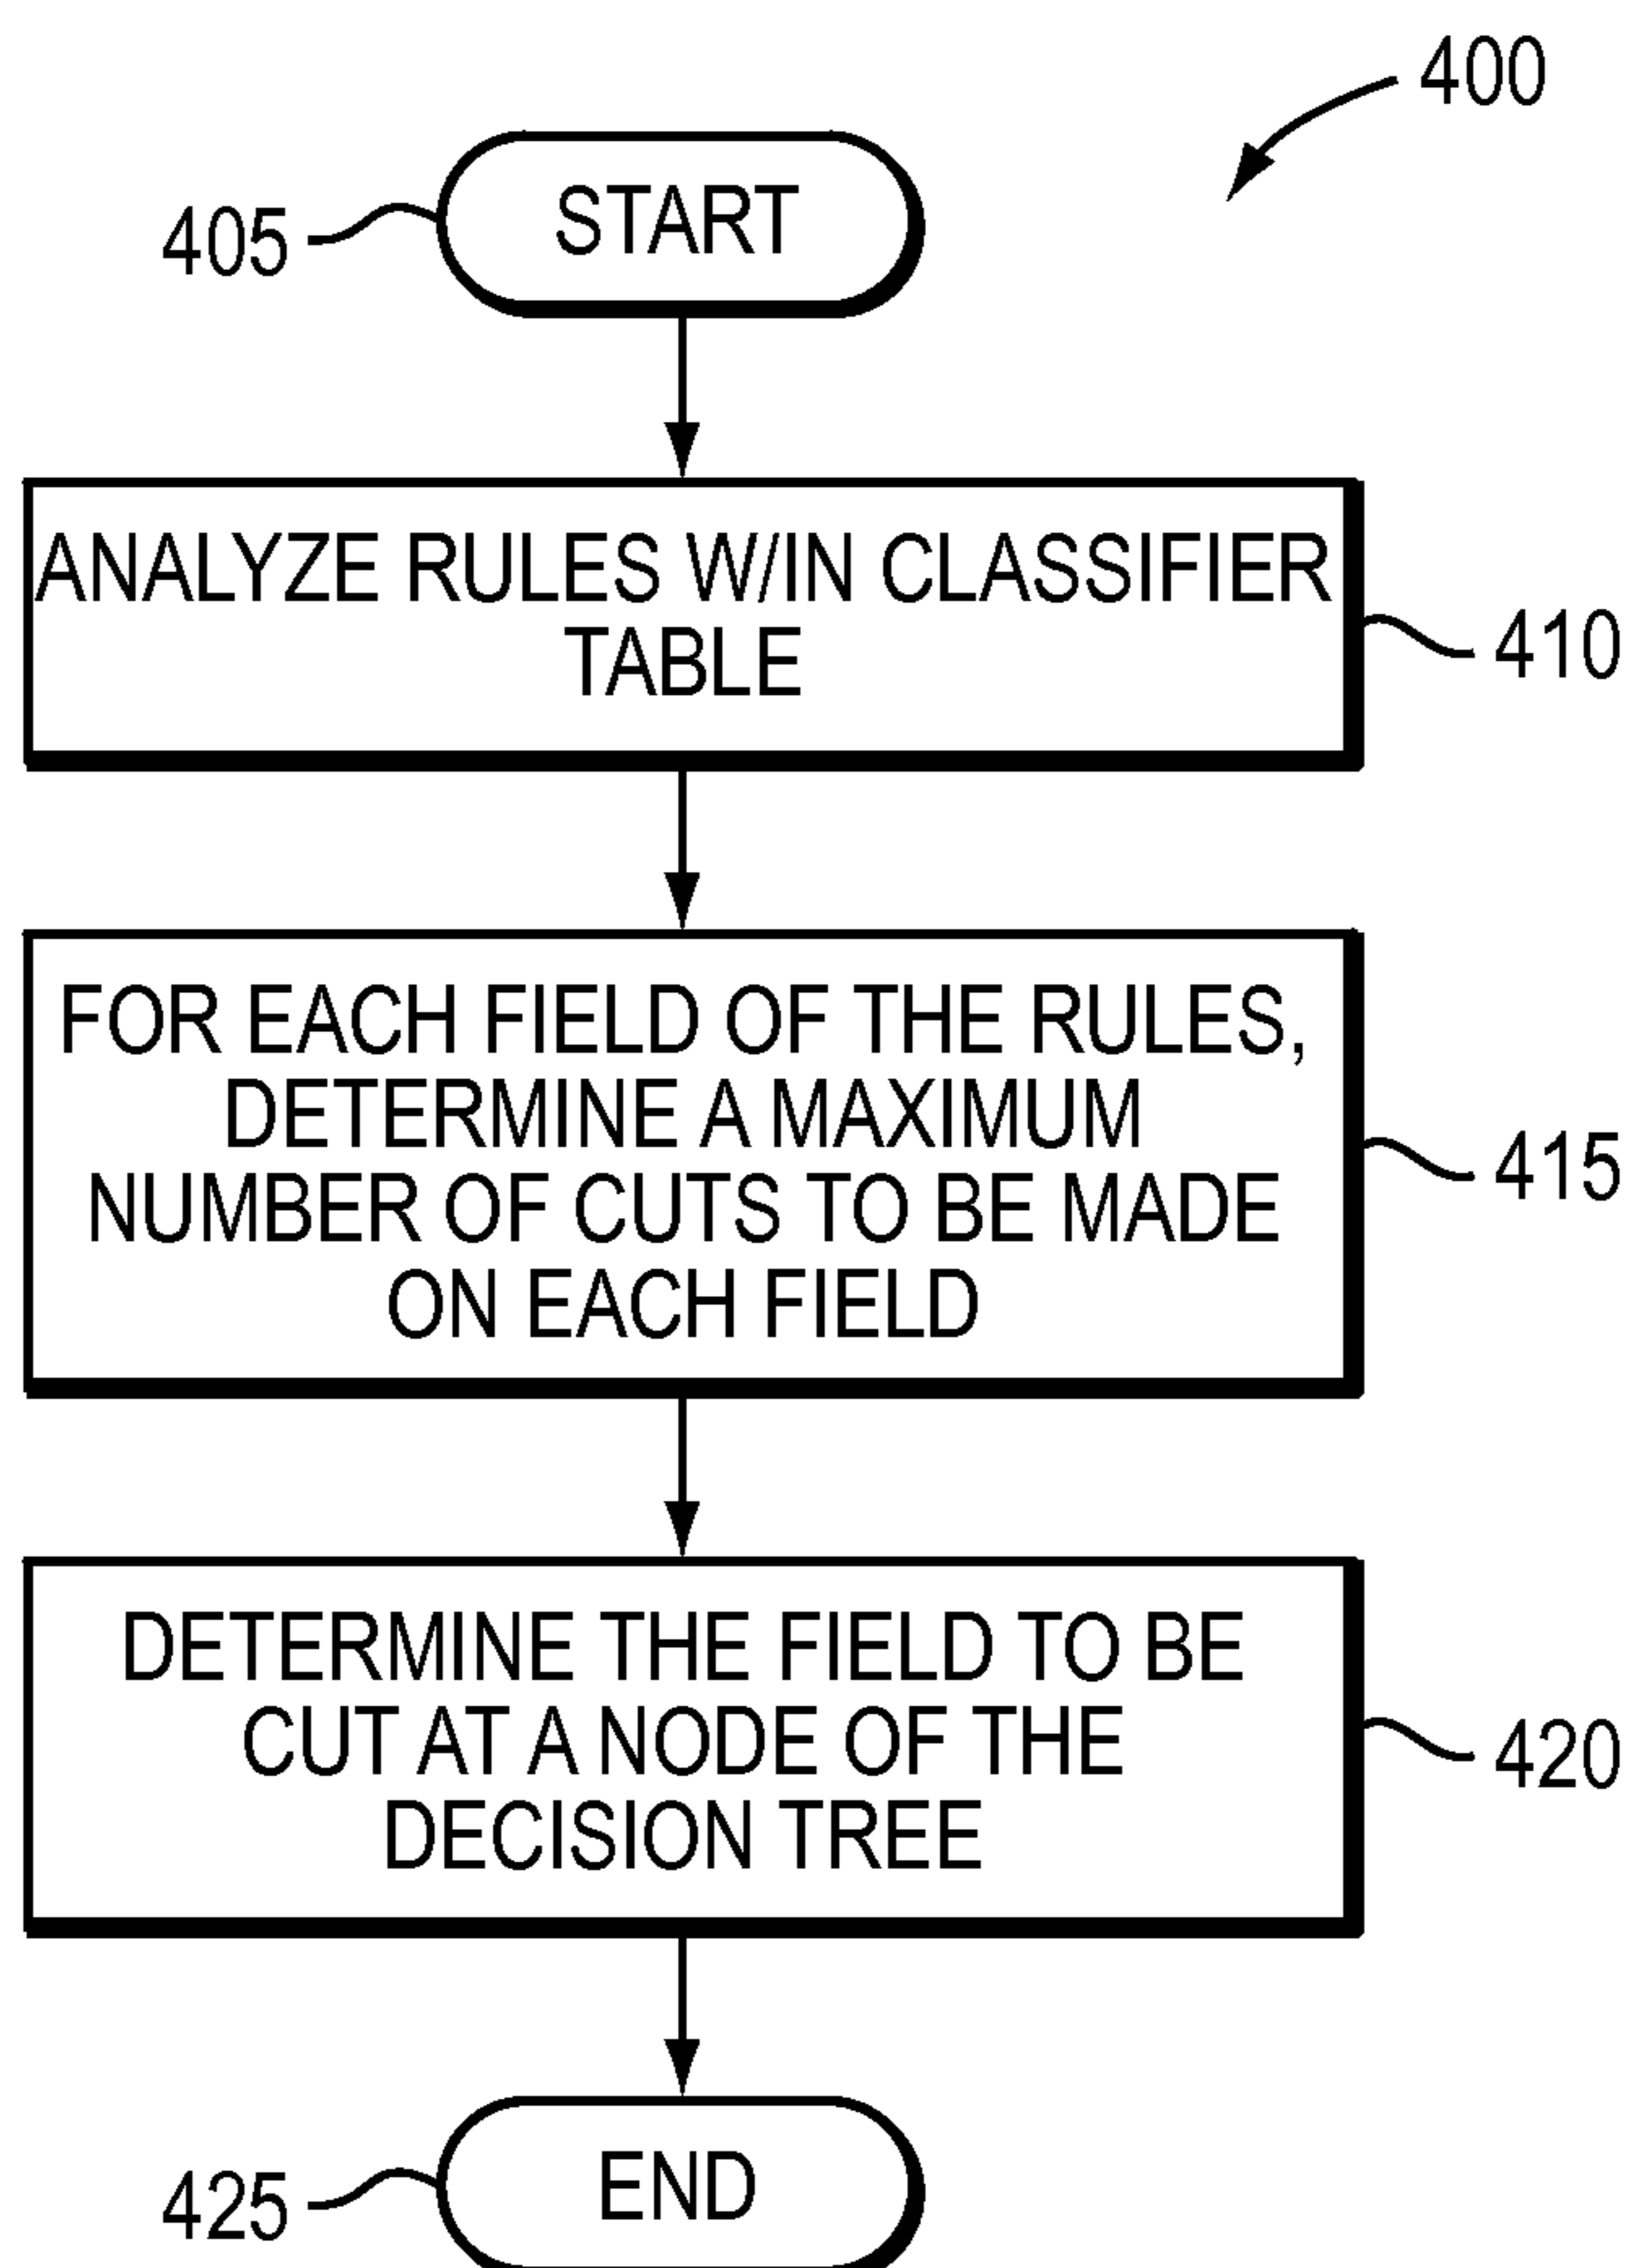 400
START
405
ANALYZE RULES W/IN CLASSIFIER
TABLE
410
FOR EACH FIELD OF THE RULES,
DETERMINE A MAXIMUM
NUMBER OF CUTS TO BE MADE
ON EACH FIELD
415
DETERMINE THE FIELD TO BE
CUT AT A NODE OF THE
DECISION TREE
420
END
425